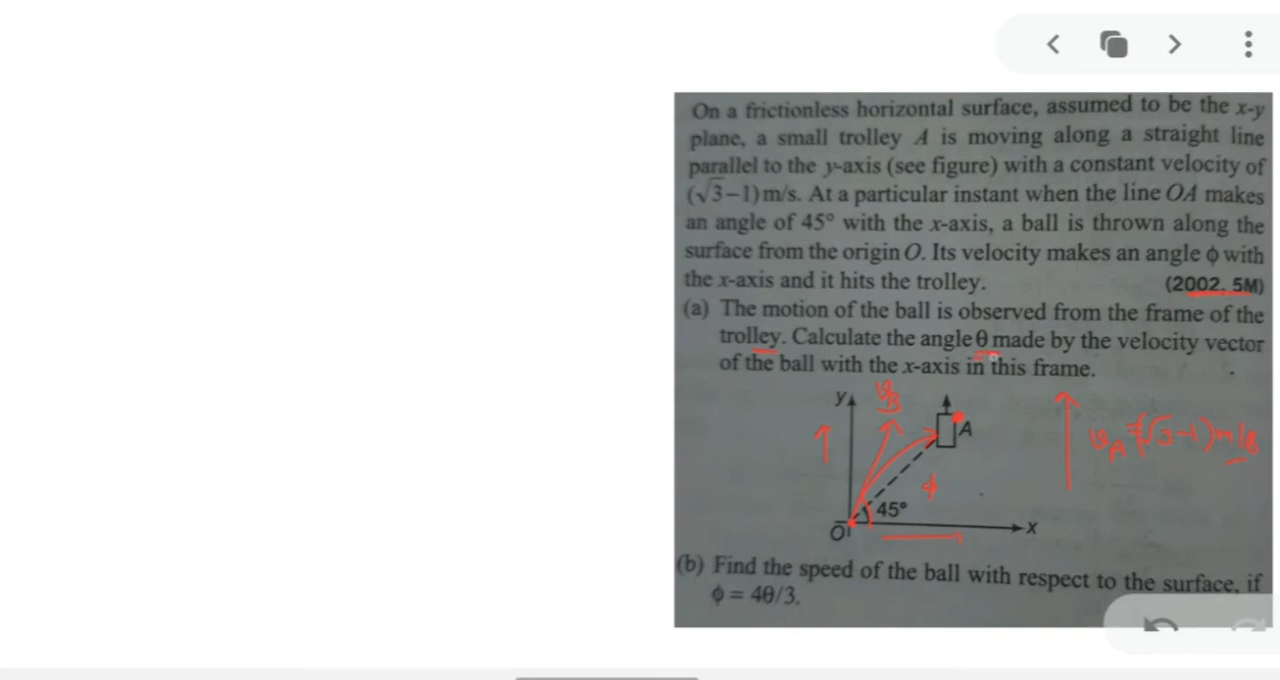 On a frictionless horizontal surface, assumed to be the x-y
plane, a small trolley A is moving along a straight line
parallel to the y-axis (see figure) with a constant velocity of
(√3−1) m/s. At a particular instant when the line OA makes
an angle of 45° with the x-axis, a ball is thrown along the
surface from the origin O. Its velocity makes an angle ϕ with
the x-axis and it hits the trolley. (2002. 5M)
(a) The motion of the ball is observed from the frame of the
trolley. Calculate the angle θ made by the velocity vector
of the ball with the x-axis in this frame.
y
v_B
A
v_A=(√3−1)m/s
ϕ
45°
O
x
(b) Find the speed of the ball with respect to the surface, if
ϕ = 4θ/3.